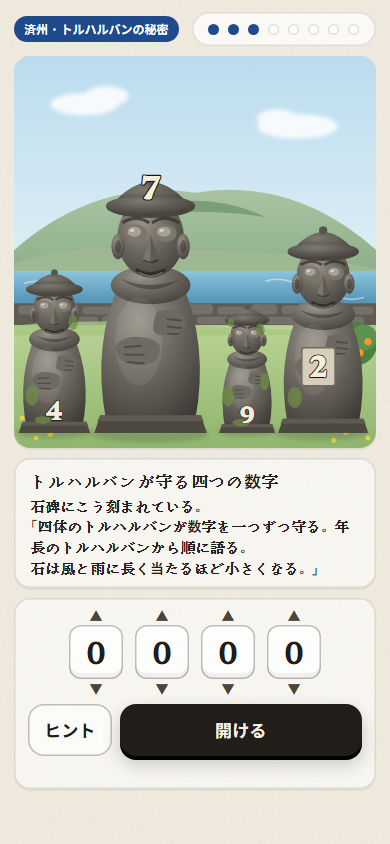 済州・トルハルバンの秘密
7
2
4
9
トルハルバンが守る四つの数字
石碑にこう刻まれている。
「四体のトルハルバンが数字を一つずつ守る。年
長のトルハルバンから順に語る。
石は風と雨に長く当たるほど小さくなる。」
▲ ▲ ▲ ▲
0 0 0 0
▼ ▼ ▼ ▼
ヒント 開ける